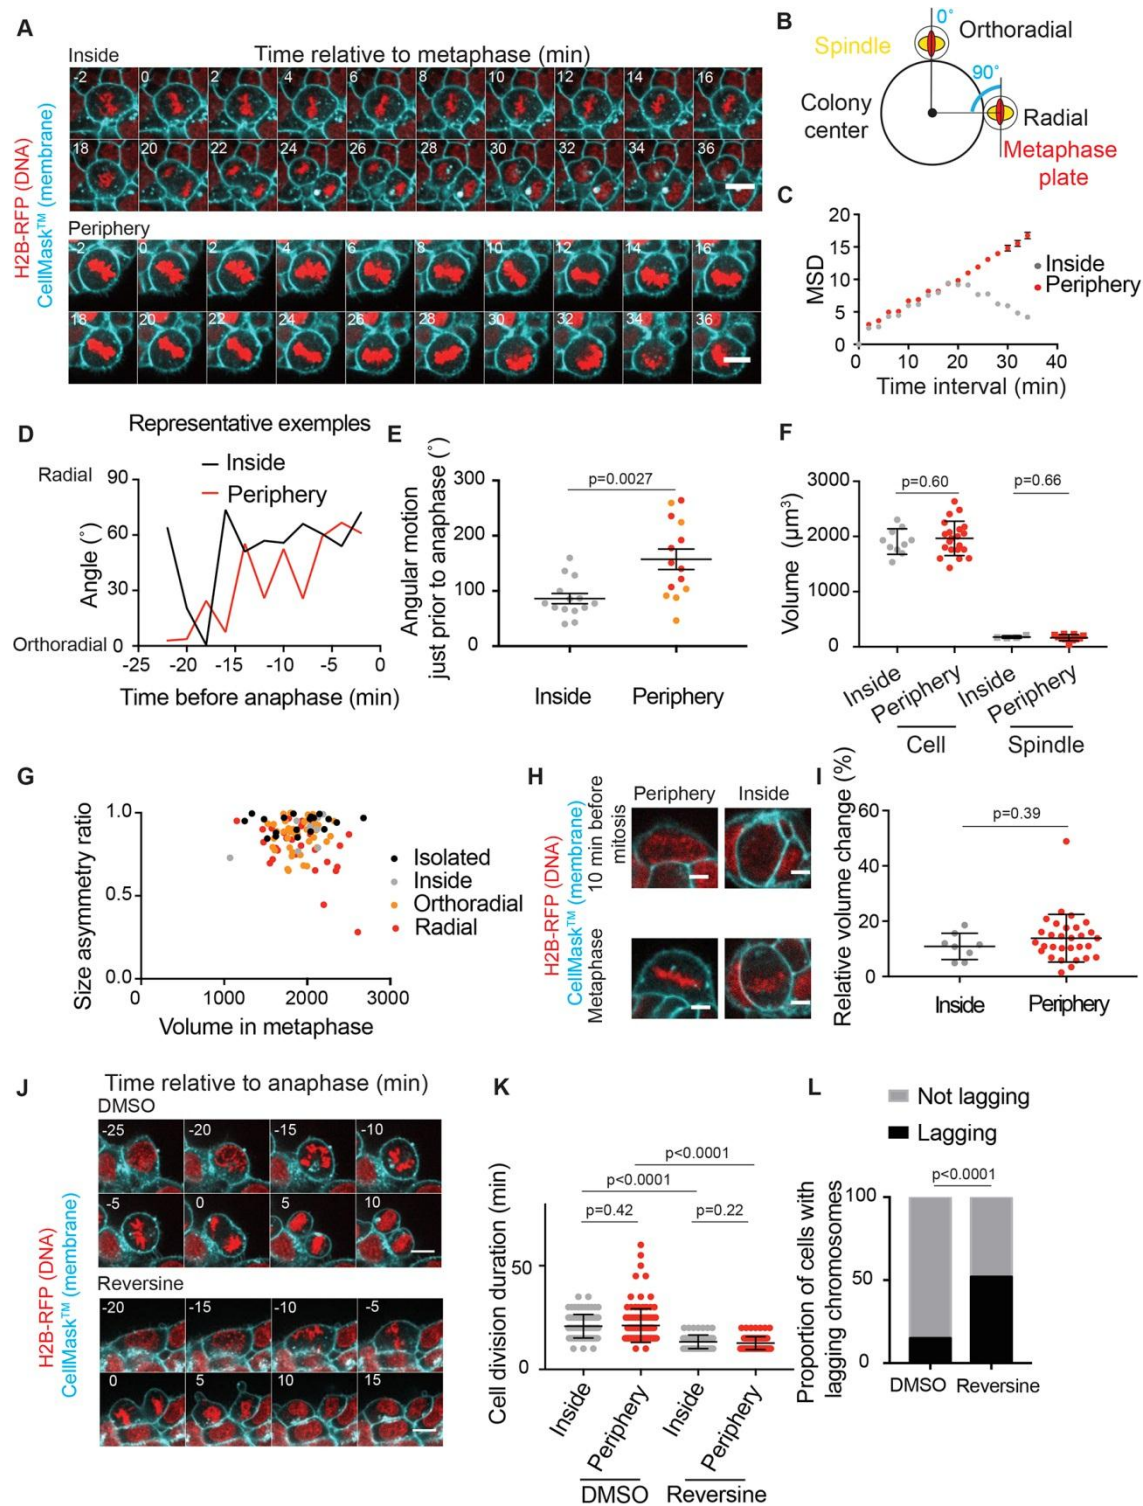 A
Time relative to metaphase (min)
Inside
H2B-RFP (DNA)
CellMask™ (membrane)
-2 0 2 4 6 8 10 12 14 16
18 20 22 24 26 28 30 32 34 36
Periphery
-2 0 2 4 6 8 10 12 14 16
18 20 22 24 26 28 30 32 34 36
B
0°
Orthoradial
Spindle
90°
Colony
center
Radial
Metaphase
plate
C
MSD
20
15
10
5
0
0 10 20 30 40
Time interval (min)
Inside
Periphery
D
Representative exemples
Inside
Periphery
Radial
Angle (°)
90
60
30
0
Orthoradial
-25 -20 -15 -10 -5 0
Time before anaphase (min)
E
Angular motion
just prior to anaphase (°)
p=0.0027
300
200
100
0
Inside Periphery
F
Volume (µm³)
3000
2000
1000
0
p=0.60 p=0.66
Inside Periphery Inside Periphery
Cell Spindle
G
Size asymmetry ratio
1.0
0.5
0.0
0 1000 2000 3000
Volume in metaphase
Isolated
Inside
Orthoradial
Radial
H
H2B-RFP (DNA)
CellMask™ (membrane)
Periphery Inside
10 min before
mitosis
Metaphase
I
Relative volume change (%)
60
40
20
0
p=0.39
Inside Periphery
J
Time relative to anaphase (min)
H2B-RFP (DNA)
CellMask™ (membrane)
DMSO
-25 -20 -15 -10
-5 0 5 10
Reversine
-20 -15 -10 -5
0 5 10 15
K
Cell division duration (min)
p<0.0001
p<0.0001
p=0.42 p=0.22
50
0
Inside Periphery Inside Periphery
DMSO Reversine
L
Not lagging
Lagging
p<0.0001
Proportion of cells with
lagging chromosomes
100
50
0
DMSO Reversine